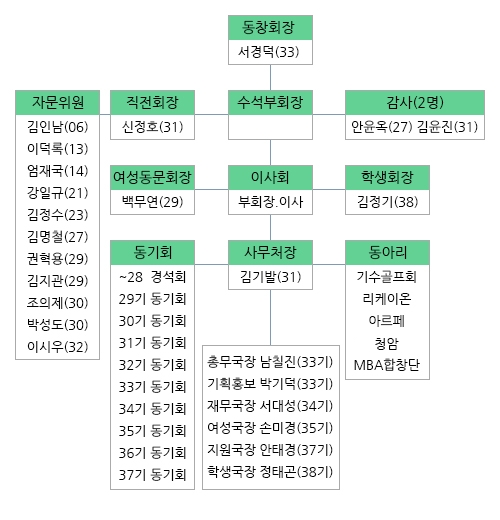 동창회장
서경덕(33)
자문위원
김인남(06)
이덕록(13)
엄재국(14)
강일규(21)
김정수(23)
김명철(27)
권혁용(29)
김지관(29)
조의제(30)
박성도(30)
이시우(32)
직전회장
신정호(31)
수석부회장
감사(2명)
안윤옥(27) 김윤진(31)
여성동문회장
백무연(29)
이사회
부회장.이사
학생회장
김정기(38)
동기회
~28 경석회
29기 동기회
30기 동기회
31기 동기회
32기 동기회
33기 동기회
34기 동기회
35기 동기회
36기 동기회
37기 동기회
사무처장
김기발(31)
총무국장 남칠진(33기)
기획홍보 박기덕(33기)
재무국장 서대성(34기)
여성국장 손미경(35기)
지원국장 안태경(37기)
학생국장 정태곤(38기)
동아리
기수골프회
리케이온
아르페
청암
MBA합창단